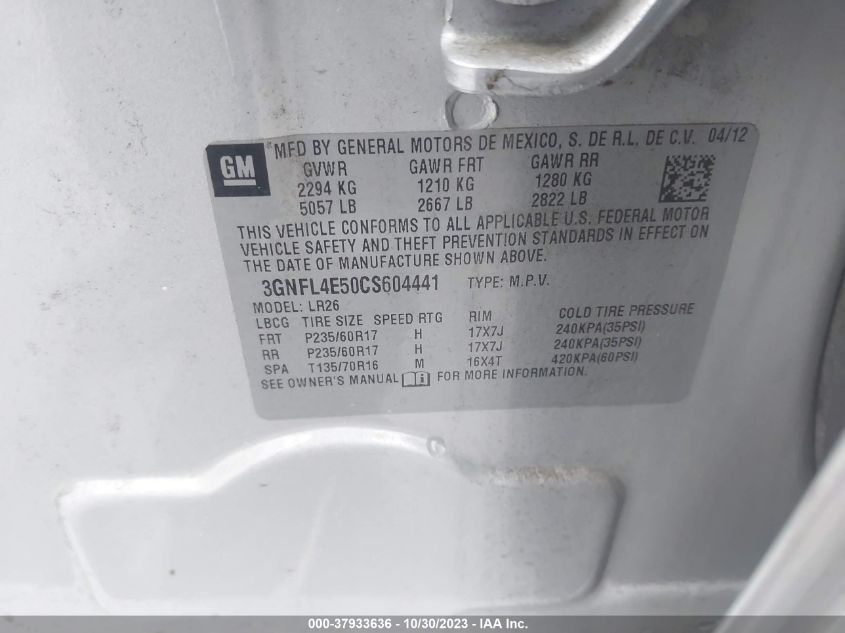 GM
MFD BY GENERAL MOTORS DE MEXICO, S. DE R.L. DE C.V. 04/12
GVWR GAWR FRT GAWR RR
2294 KG 1210 KG 1280 KG
5057 LB 2667 LB 2822 LB
THIS VEHICLE CONFORMS TO ALL APPLICABLE U.S. FEDERAL MOTOR
VEHICLE SAFETY AND THEFT PREVENTION STANDARDS IN EFFECT ON
THE DATE OF MANUFACTURE SHOWN ABOVE.
3GNFL4E50CS604441 TYPE: M.P.V.
MODEL: LR26
LBCG TIRE SIZE SPEED RTG RIM COLD TIRE PRESSURE
FRT P235/60R17 H 17X7J 240KPA(35PSI)
RR P235/60R17 H 17X7J 240KPA(35PSI)
SPA T135/70R16 M 16X4T 420KPA(60PSI)
SEE OWNER'S MANUAL i FOR MORE INFORMATION.
000-37933636 - 10/30/2023 - IAA Inc.